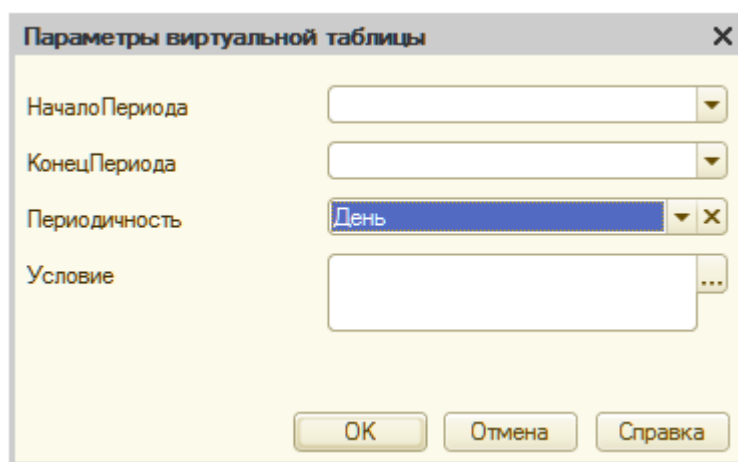 Параметры виртуальной таблицы
НачалоПериода
КонецПериода
Периодичность День
Условие
...
OK Отмена Справка